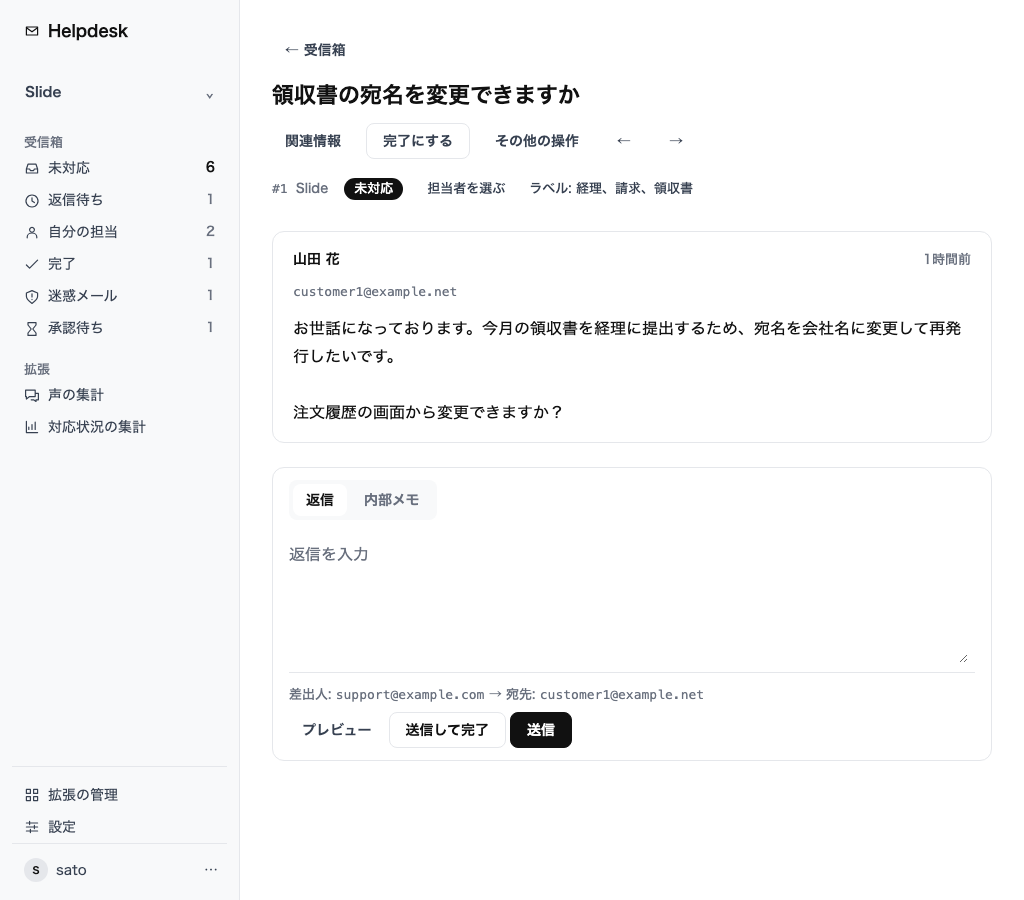 Helpdesk
Slide
受信箱
未対応 6
返信待ち 1
自分の担当 2
完了 1
迷惑メール 1
承認待ち 1
拡張
声の集計
対応状況の集計
拡張の管理
設定
S sato ...
← 受信箱
領収書の宛名を変更できますか
関連情報 完了にする その他の操作 ← →
#1 Slide 未対応 担当者を選ぶ ラベル: 経理、請求、領収書
山田 花 1時間前
customer1@example.net
お世話になっております。今月の領収書を経理に提出するため、宛名を会社名に変更して再発
行したいです。
注文履歴の画面から変更できますか？
返信 内部メモ
返信を入力
差出人: support@example.com → 宛先: customer1@example.net
プレビュー 送信して完了 送信